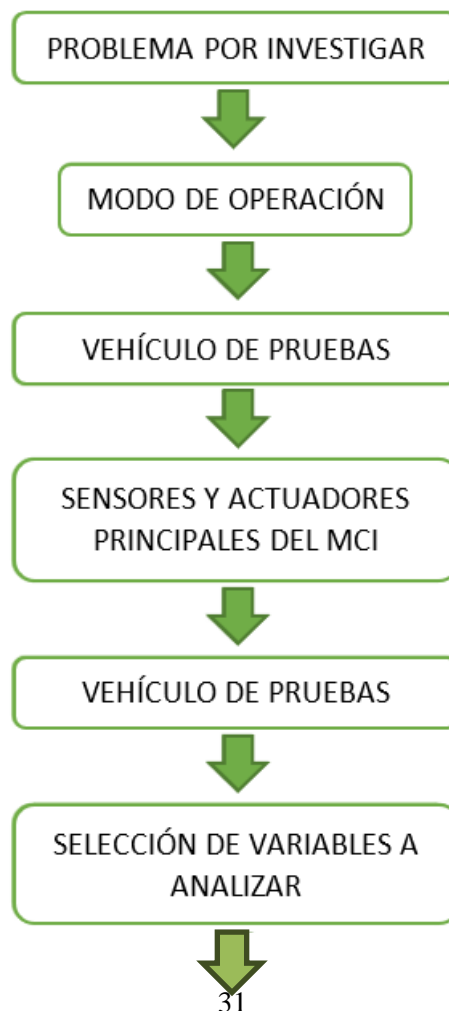 PROBLEMA POR INVESTIGAR
MODO DE OPERACIÓN
VEHÍCULO DE PRUEBAS
SENSORES Y ACTUADORES
PRINCIPALES DEL MCI
VEHÍCULO DE PRUEBAS
SELECCIÓN DE VARIABLES A
ANALIZAR
31